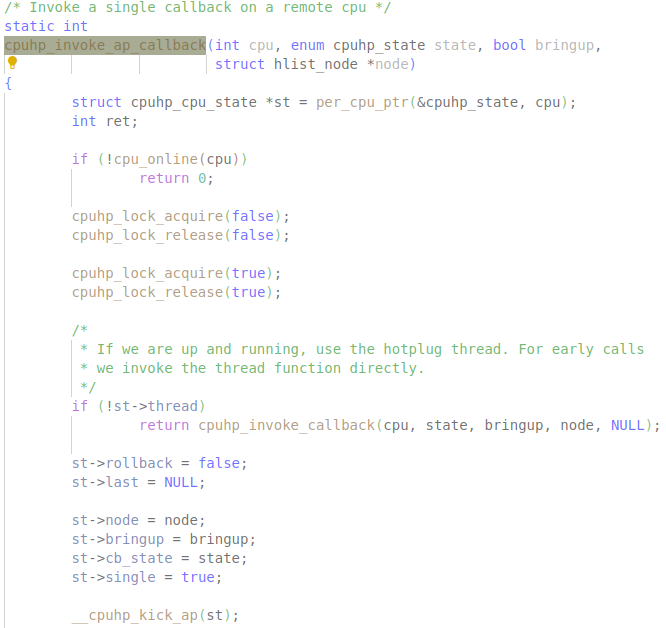 /* Invoke a single callback on a remote cpu */
static int
cpuhp_invoke_ap_callback(int cpu, enum cpuhp_state state, bool bringup,
struct hlist_node *node)
{
struct cpuhp_cpu_state *st = per_cpu_ptr(&cpuhp_state, cpu);
int ret;
if (!cpu_online(cpu))
return 0;
cpuhp_lock_acquire(false);
cpuhp_lock_release(false);
cpuhp_lock_acquire(true);
cpuhp_lock_release(true);
/*
* If we are up and running, use the hotplug thread. For early calls
* we invoke the thread function directly.
*/
if (!st->thread)
return cpuhp_invoke_callback(cpu, state, bringup, node, NULL);
st->rollback = false;
st->last = NULL;
st->node = node;
st->bringup = bringup;
st->cb_state = state;
st->single = true;
__cpuhp_kick_ap(st);